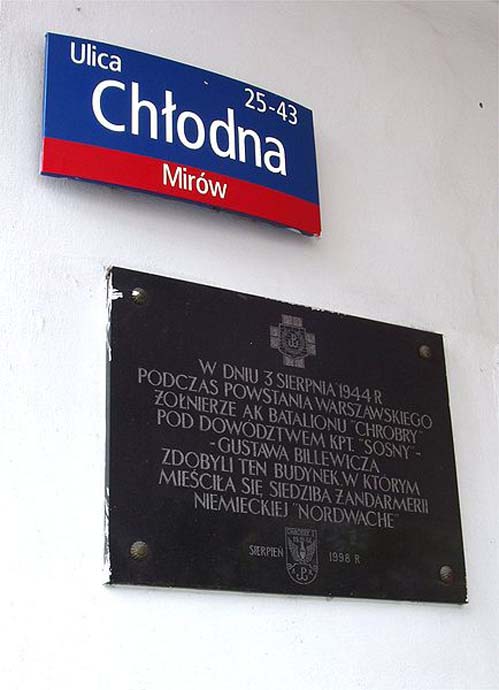 Ulica
25-43
Chłodna
Mirów
W DNIU 3 SIERPNIA 1944 R
PODCZAS POWSTANIA WARSZAWSKIEGO
ŻOŁNIERZE AK BATALIONU "CHROBRY"
POD DOWÓDZTWEM KPT. "SOSNY" -
- GUSTAWA BILLEWICZA
ZDOBYLI TEN BUDYNEK W KTÓRYM
MIEŚCIŁA SIĘ SIEDZIBA ŻANDARMERII
NIEMIECKIEJ "NORDWACHE"
SIERPIEŃ 1998 R